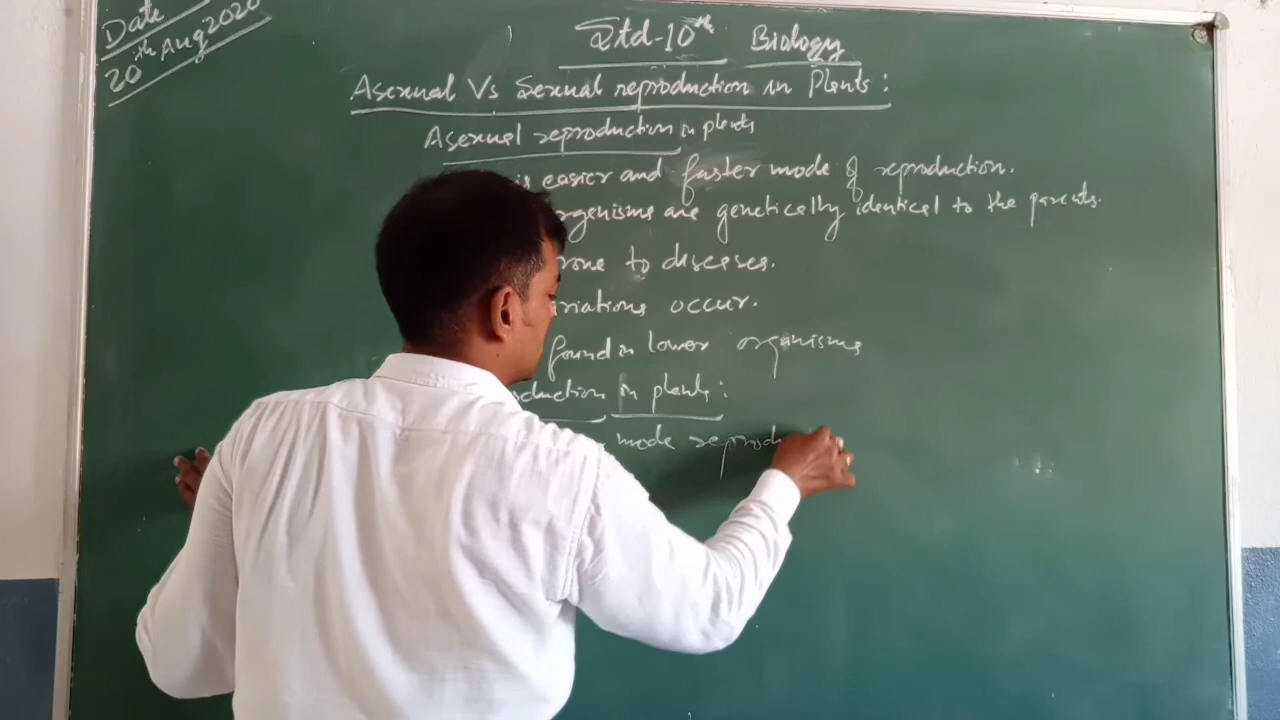 Date
20th Aug 2020
Std-10th Biology
Asexual Vs Sexual reproduction in Plants:
Asexual reproduction in plants
is easier and faster mode of reproduction.
organisms are genetically identical to the parents.
rone to diseases.
riations occur.
found in lower organisms
duction in plants:
mode reprod